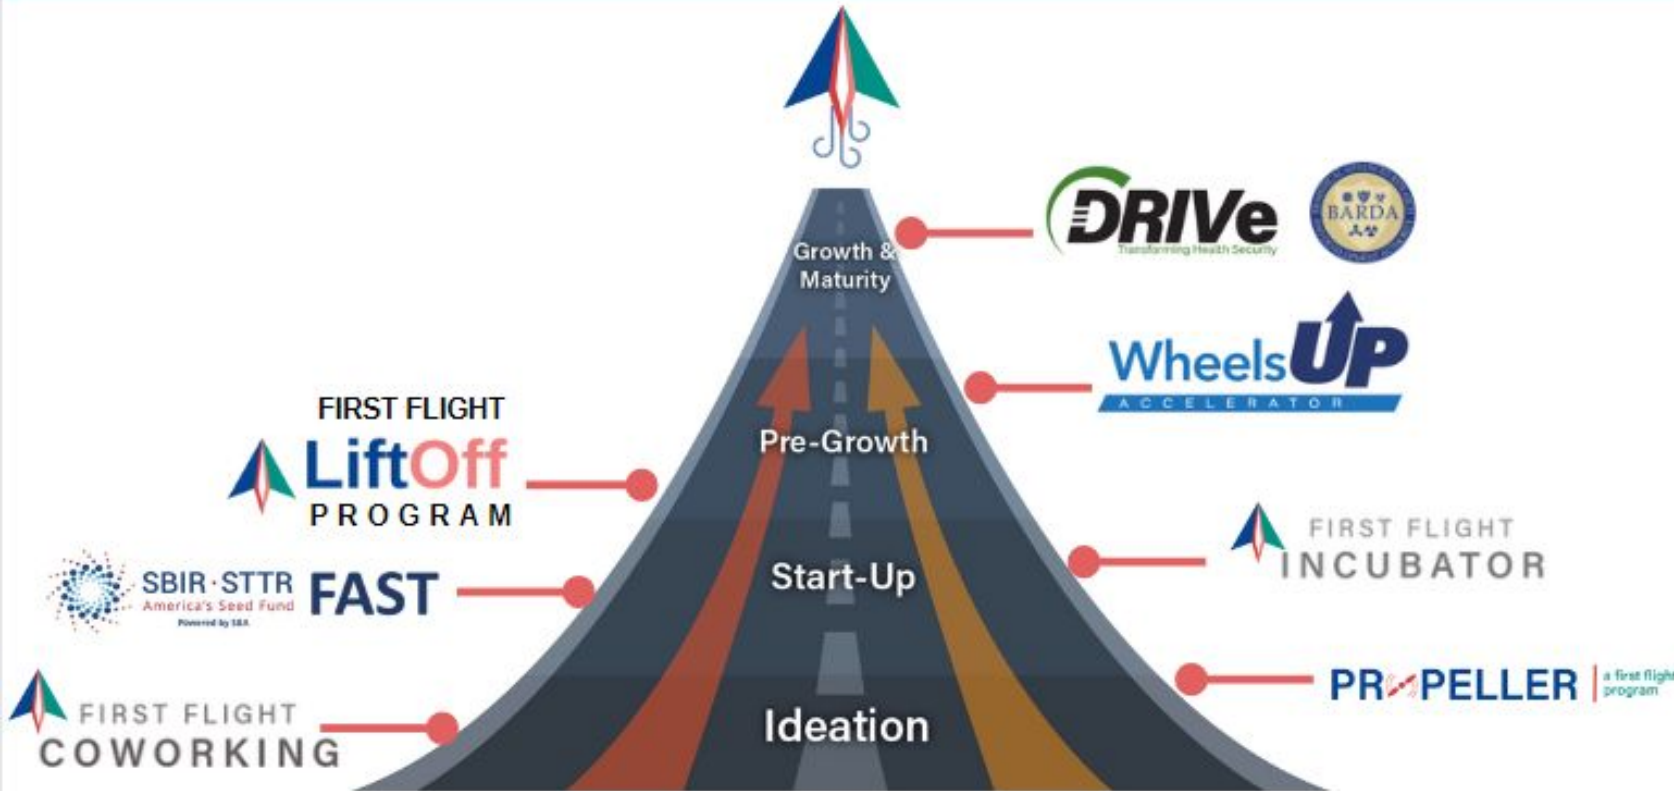 DRIVe
Transforming Health Security
BARDA
Growth &
Maturity
WheelsUP
ACCELERATOR
FIRST FLIGHT
LiftOff
PROGRAM
Pre-Growth
FIRST FLIGHT
INCUBATOR
Start-Up
SBIR·STTR
America's Seed Fund
Powered by SBA
FAST
PROPELLER
a first flight
program
FIRST FLIGHT
COWORKING
Ideation